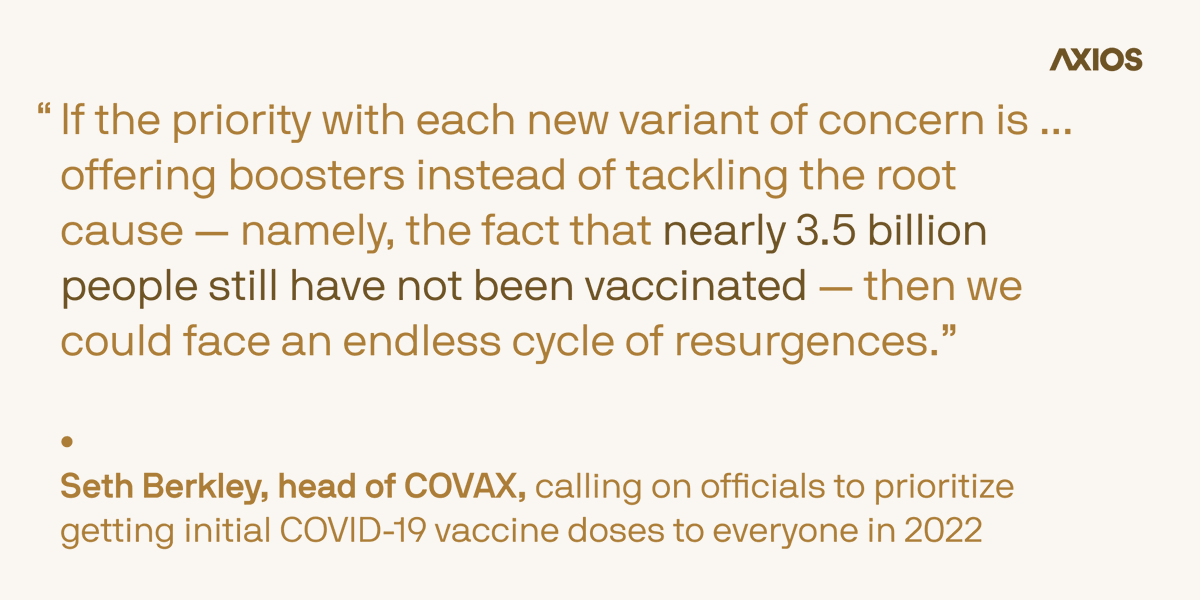 AXIOS
“If the priority with each new variant of concern is ...
offering boosters instead of tackling the root
cause — namely, the fact that nearly 3.5 billion
people still have not been vaccinated — then we
could face an endless cycle of resurgences.”
•
Seth Berkley, head of COVAX, calling on officials to prioritize
getting initial COVID-19 vaccine doses to everyone in 2022